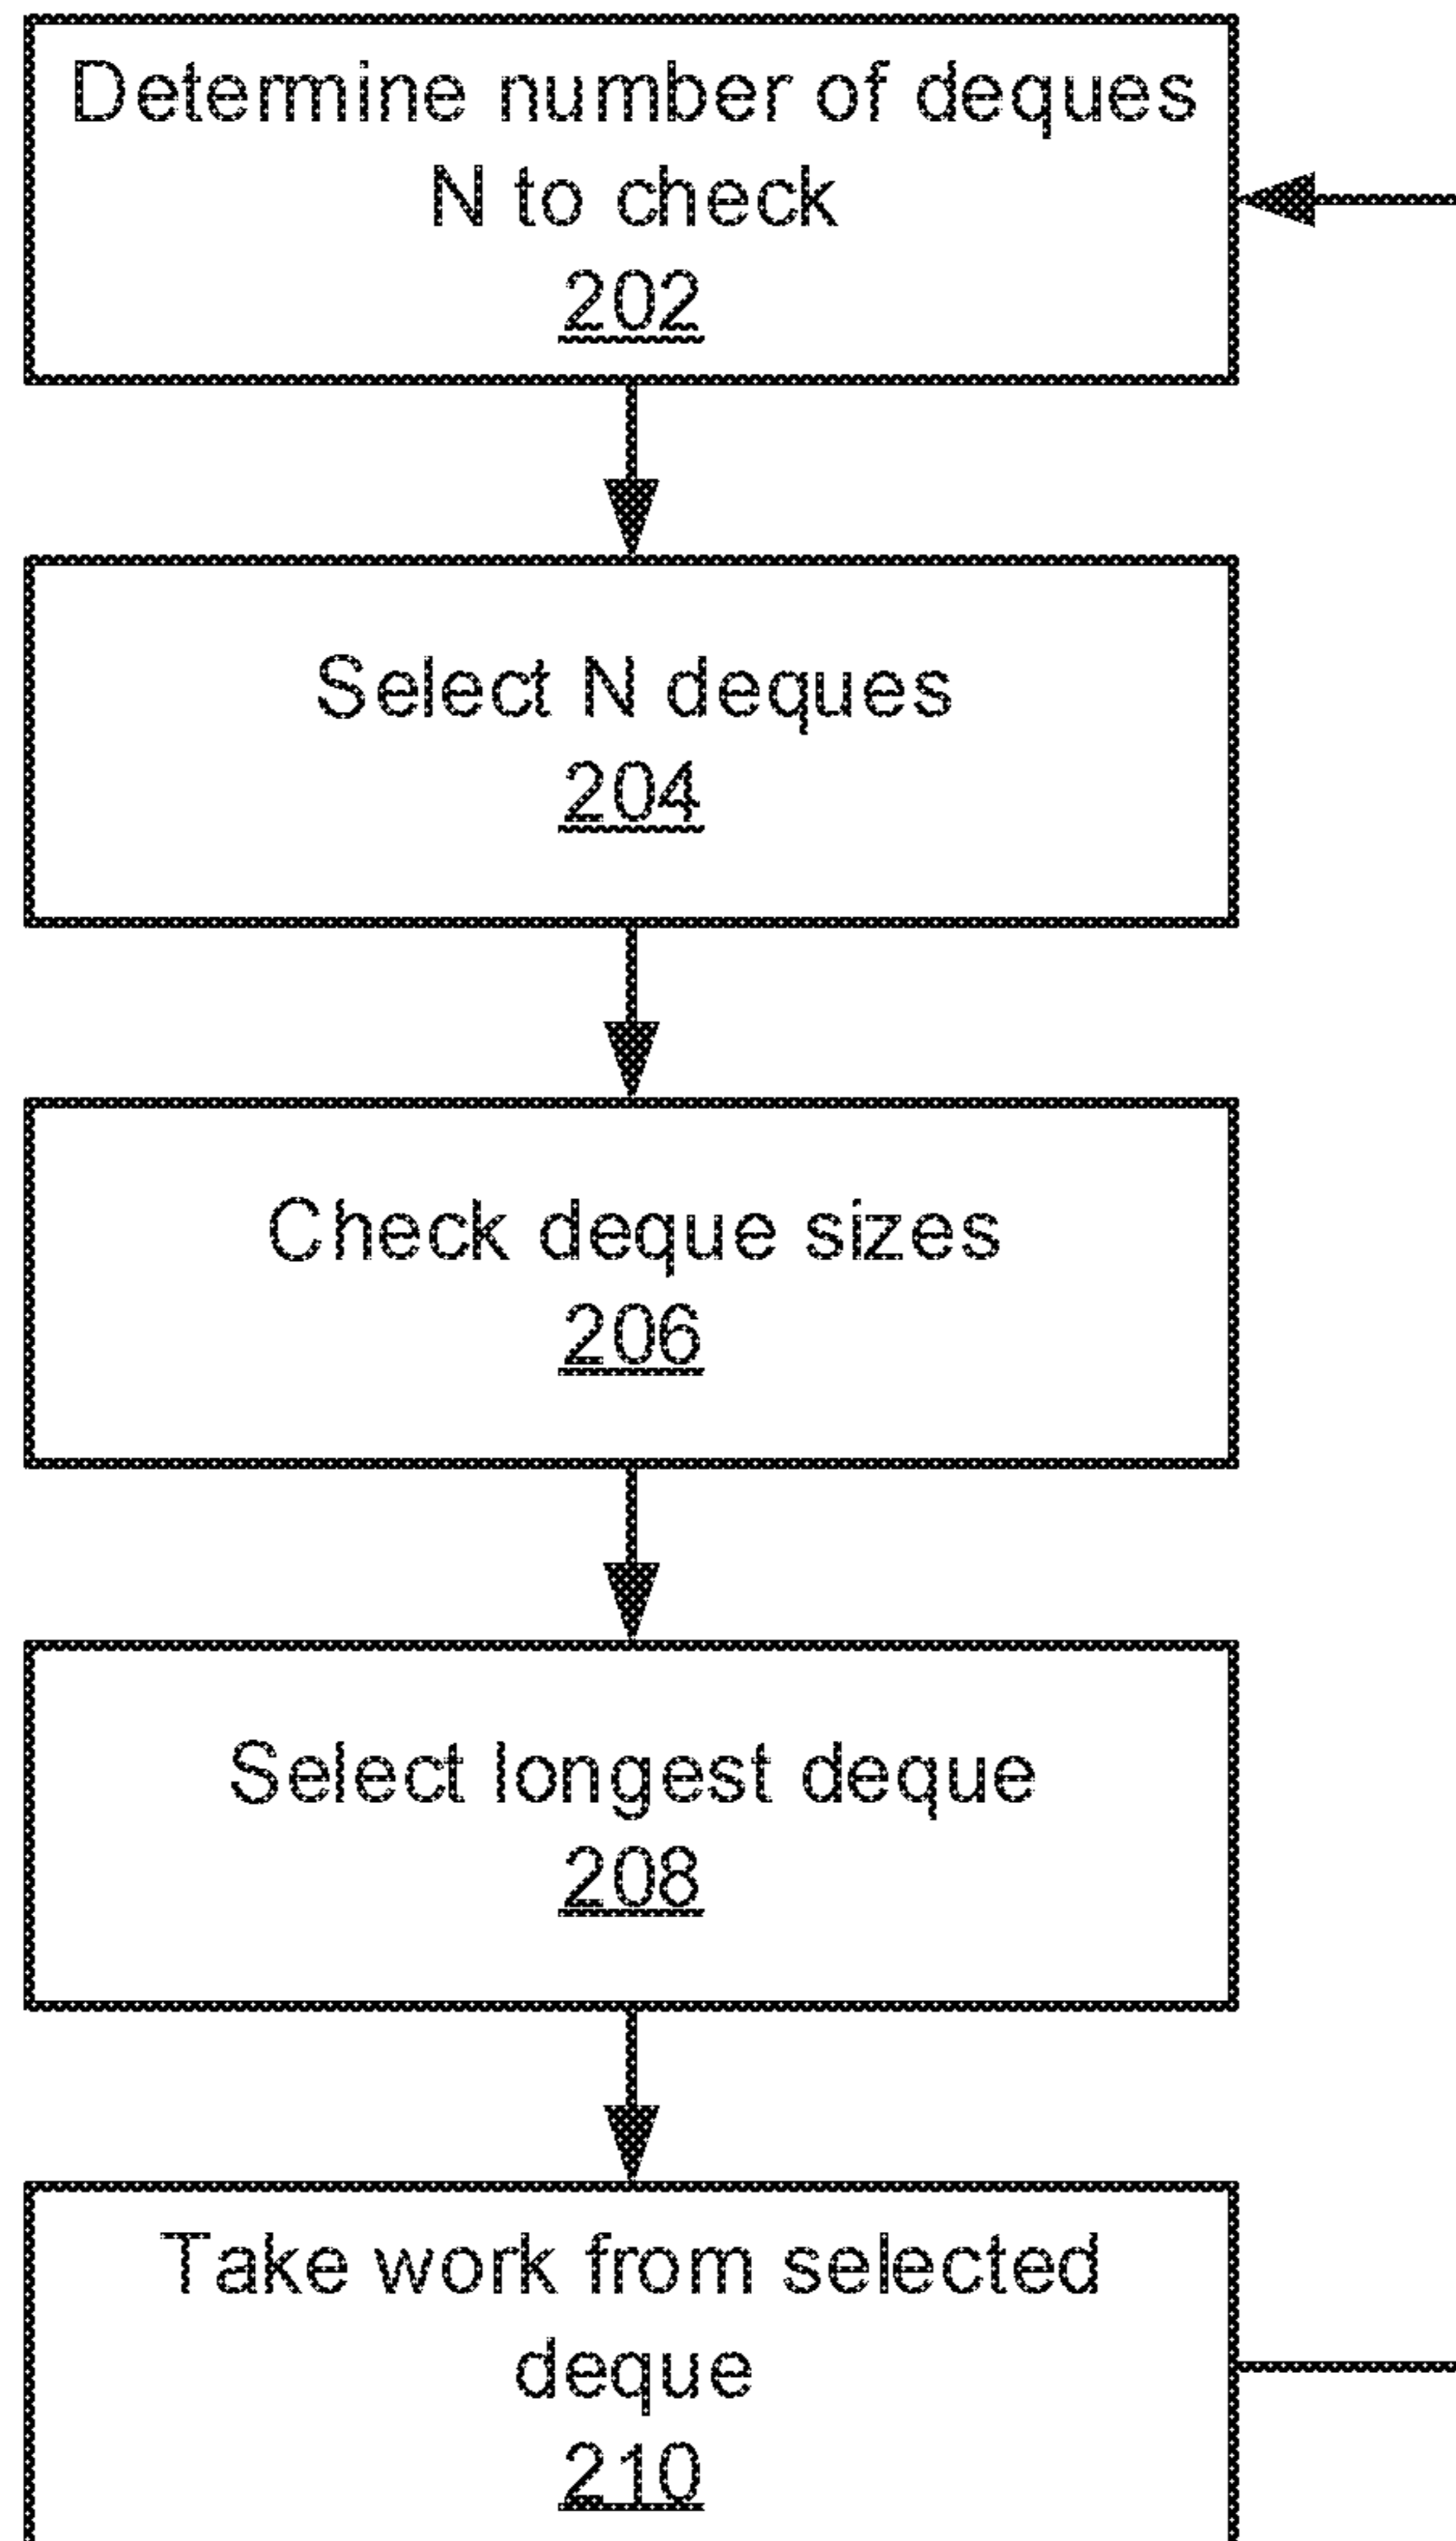 Determine number of deques
N to check
202
Select N deques
204
Check deque sizes
206
Select longest deque
208
Take work from selected
deque
210